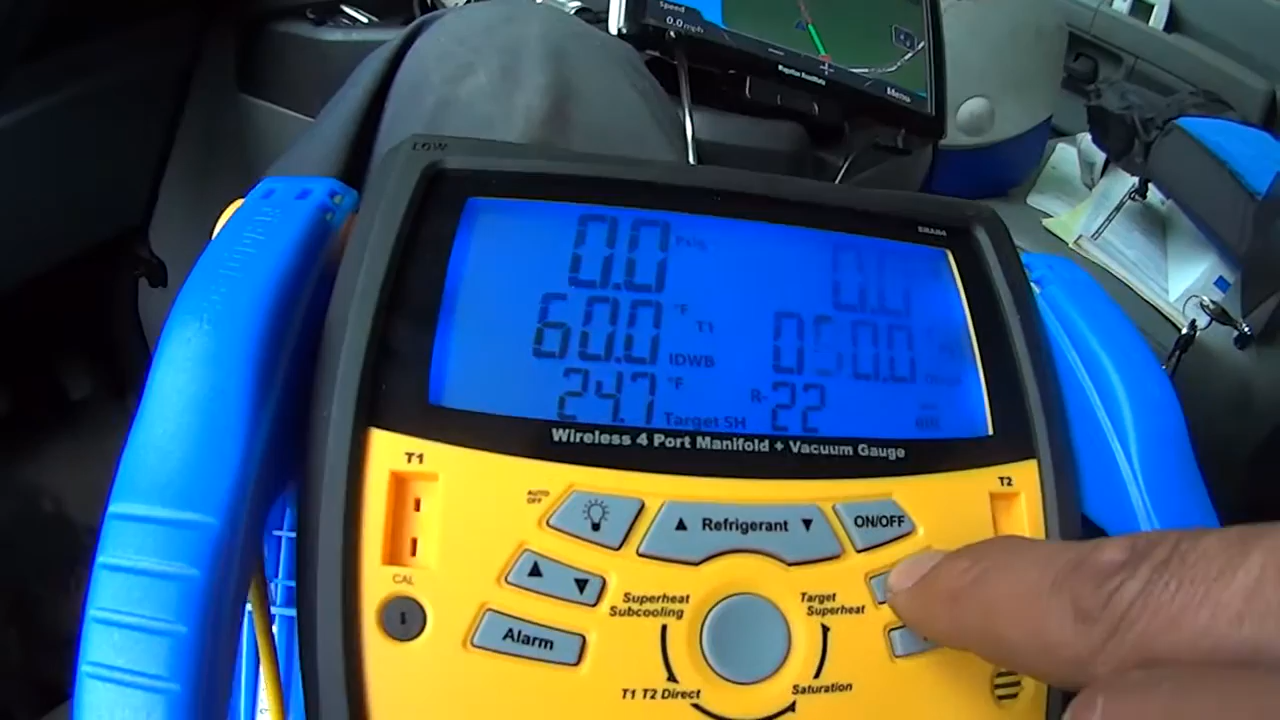 Speed
0.0 mph
Menu
LOW
SMAN4
0.0 Psig
0.0
60.0 °F T1
IDWB
24.7 °F
Target SH
R-22
Wireless 4 Port Manifold + Vacuum Gauge
T1
T2
AUTO
OFF
▲ Refrigerant ▼
ON/OFF
▲ ▼
CAL
Superheat
Subcooling
Target
Superheat
Alarm
T1 T2 Direct
Saturation